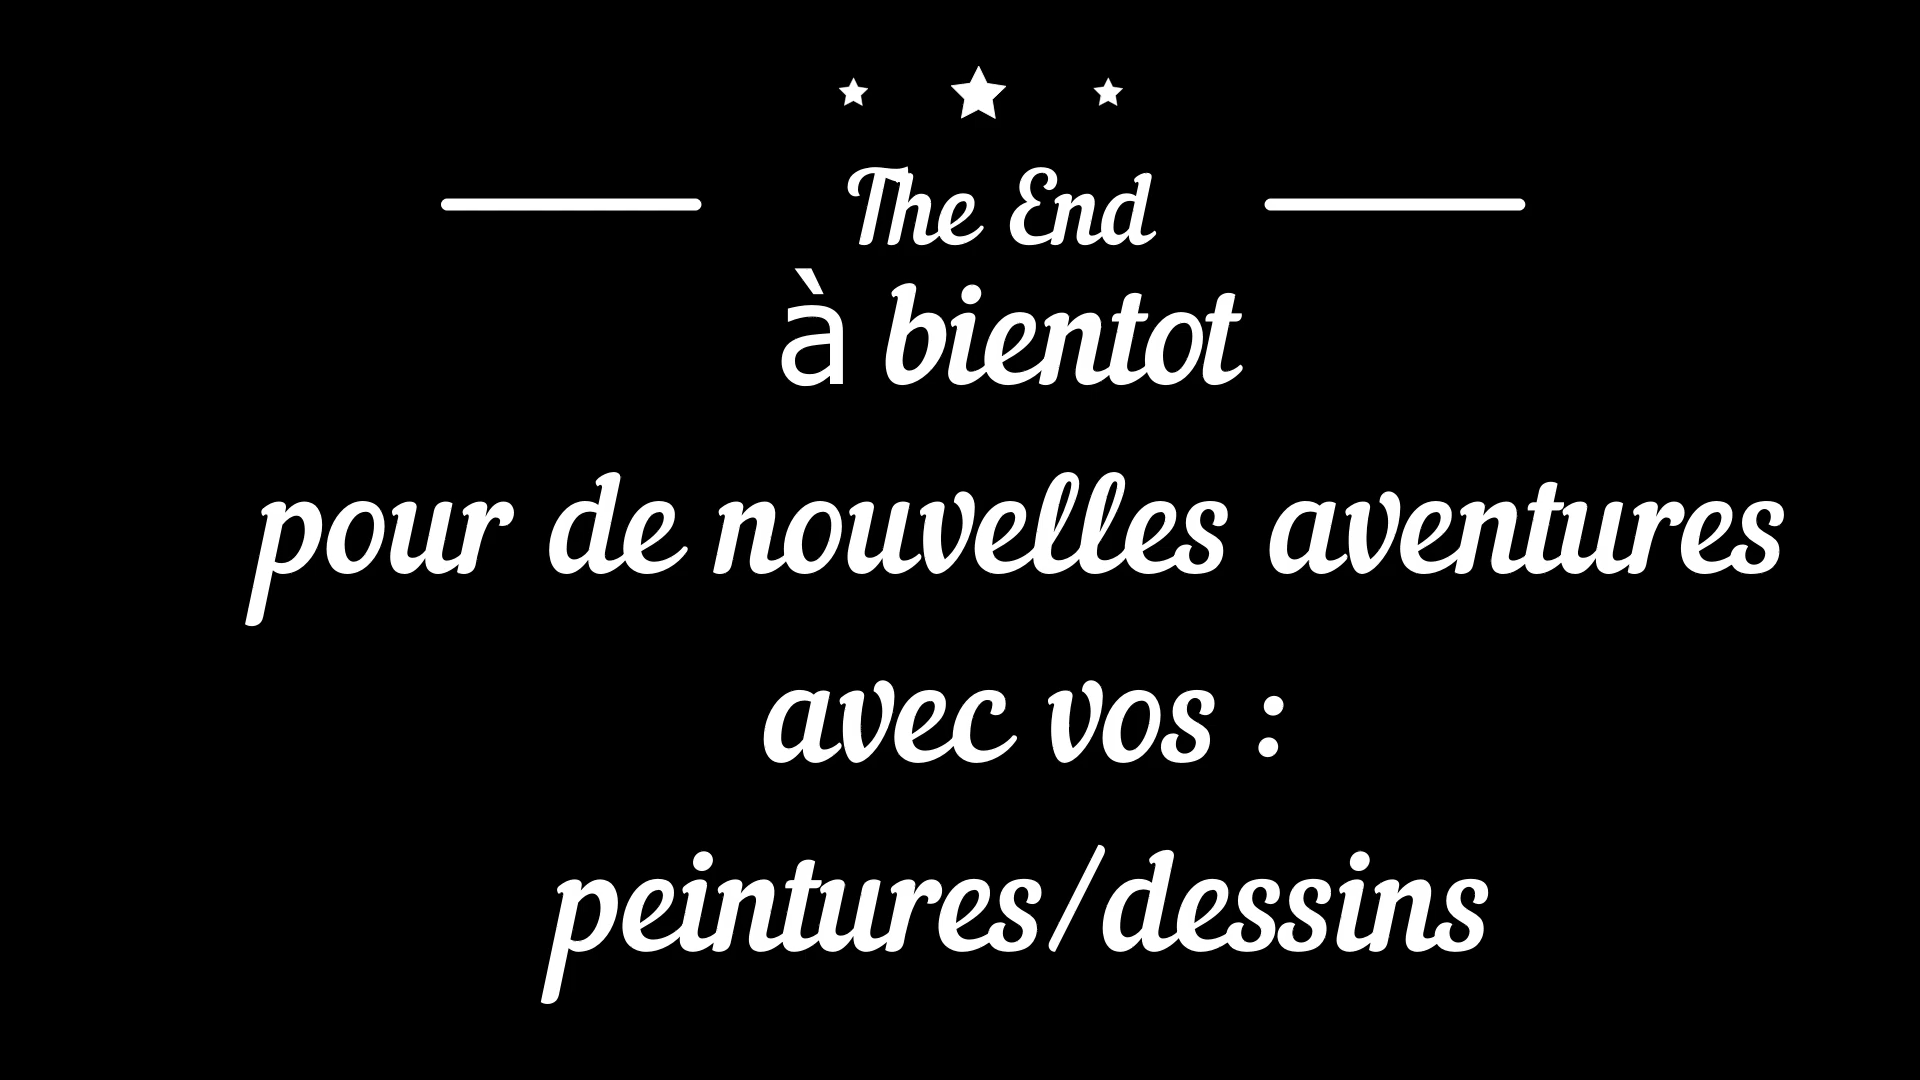 The End
à bientot
pour de nouvelles aventures
avec vos :
peintures/dessins